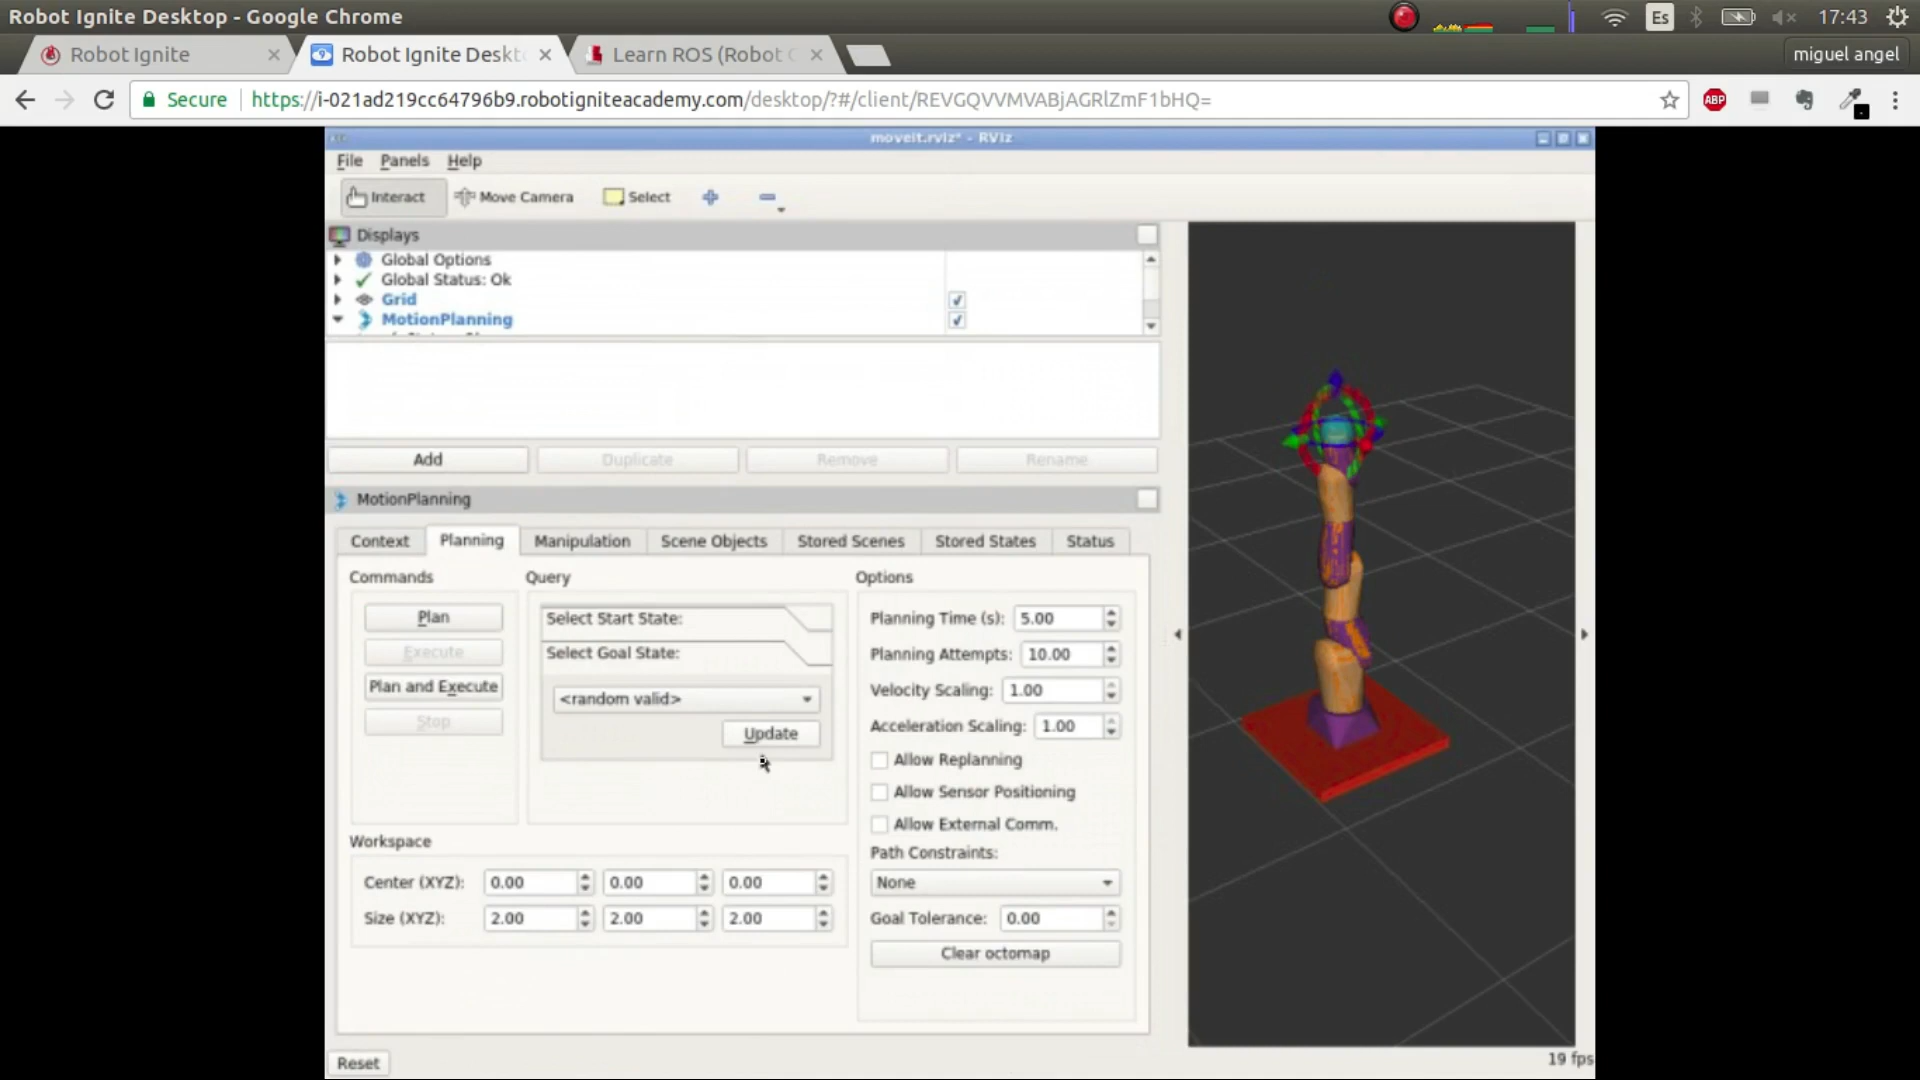 Robot Ignite Desktop - Google Chrome
Es
17:43
Robot Ignite
Robot Ignite Deskt
Learn ROS (Robot
miguel angel
Secure
https://i-021ad219cc64796b9.robotigniteacademy.com/desktop/?#/client/REVGQVVMVABjAGRlZmF1bHQ=
ABP
moveit.rviz* - RViz
File Panels Help
Interact
Move Camera
Select
Displays
Global Options
Global Status: Ok
Grid
MotionPlanning
Add
Duplicate
Remove
Rename
MotionPlanning
Context
Planning
Manipulation
Scene Objects
Stored Scenes
Stored States
Status
Commands
Plan
Execute
Plan and Execute
Stop
Query
Select Start State:
Select Goal State:
<random valid>
Update
Options
Planning Time (s): 5.00
Planning Attempts: 10.00
Velocity Scaling: 1.00
Acceleration Scaling: 1.00
Allow Replanning
Allow Sensor Positioning
Allow External Comm.
Path Constraints:
None
Goal Tolerance: 0.00
Clear octomap
Workspace
Center (XYZ): 0.00 0.00 0.00
Size (XYZ): 2.00 2.00 2.00
Reset
19 fps